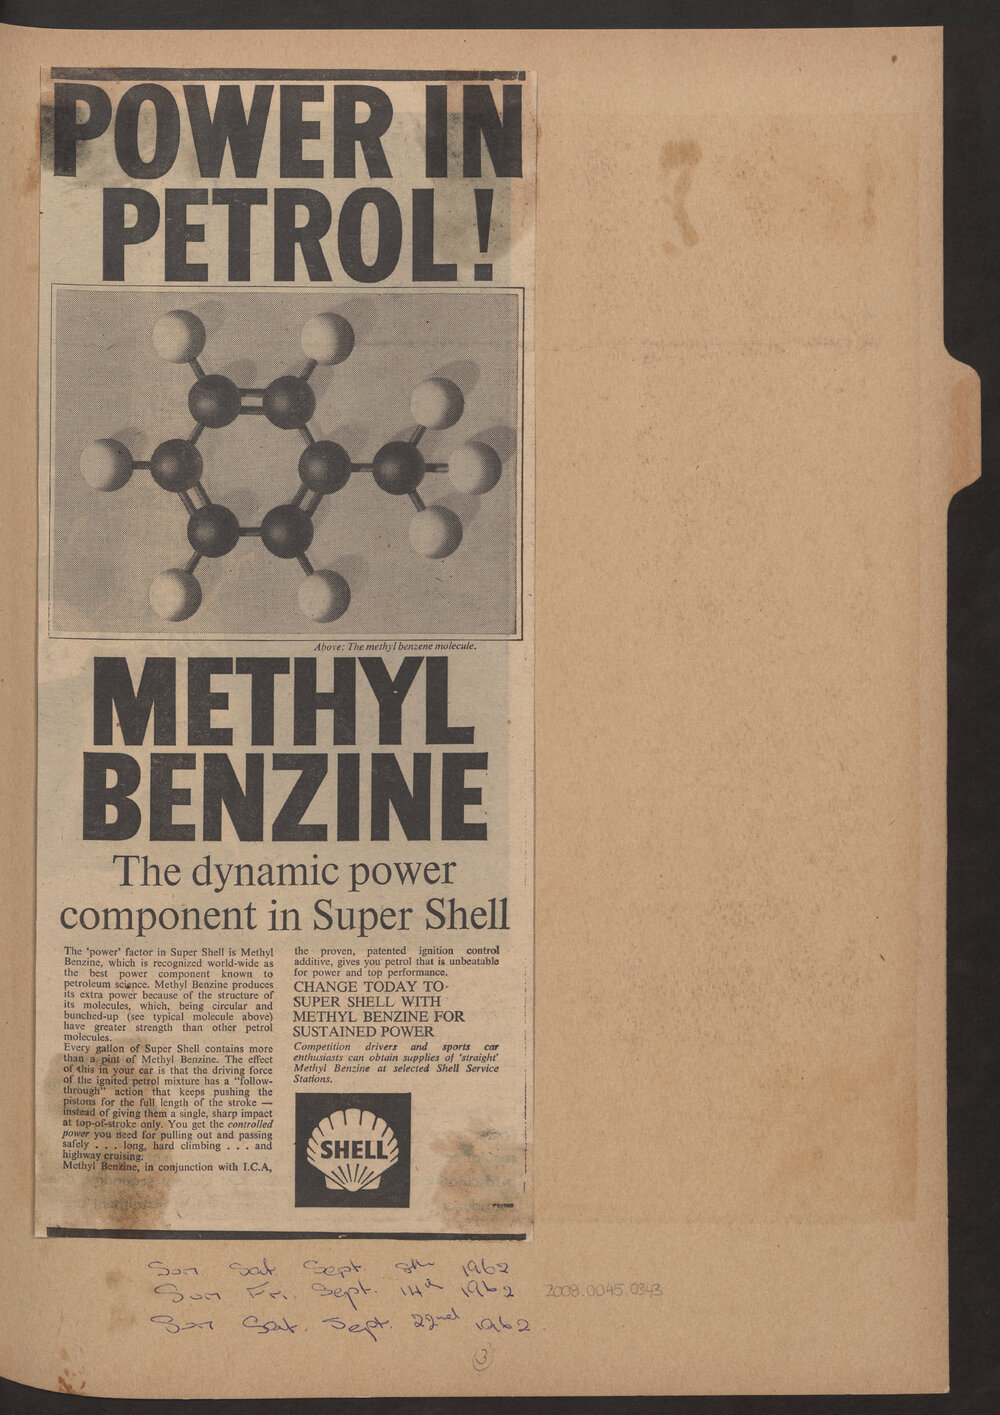 POWER IN
PETROL!
Above: The methyl benzene molecule.
METHYL
BENZINE
The dynamic power
component in Super Shell
The 'power' factor in Super Shell is Methyl
Benzine, which is recognized world-wide as
the best power component known to
petroleum science. Methyl Benzine produces
its extra power because of the structure of
its molecules, which, being circular and
bunched-up (see typical molecule above)
have greater strength than other petrol
molecules.
Every gallon of Super Shell contains more
than a pint of Methyl Benzine. The effect
of this in your car is that the driving force
of the ignited petrol mixture has a "follow-
through" action that keeps pushing the
pistons for the full length of the stroke —
instead of giving them a single, sharp impact
at top-of-stroke only. You get the controlled
power you need for pulling out and passing
safely . . . long, hard climbing . . . and
highway cruising.
Methyl Benzine, in conjunction with I.C.A,
the proven, patented ignition control
additive, gives you petrol that is unbeatable
for power and top performance.
CHANGE TODAY TO
SUPER SHELL WITH
METHYL BENZINE FOR
SUSTAINED POWER
Competition drivers and sports car
enthusiasts can obtain supplies of 'straight'
Methyl Benzine at selected Shell Service
Stations.
SHELL
Sun Sat. Sept. 8th 1962
Sun Fri. Sept. 14th 1962
2008.0045.0343
Sun Sat. Sept. 22nd 1962
3